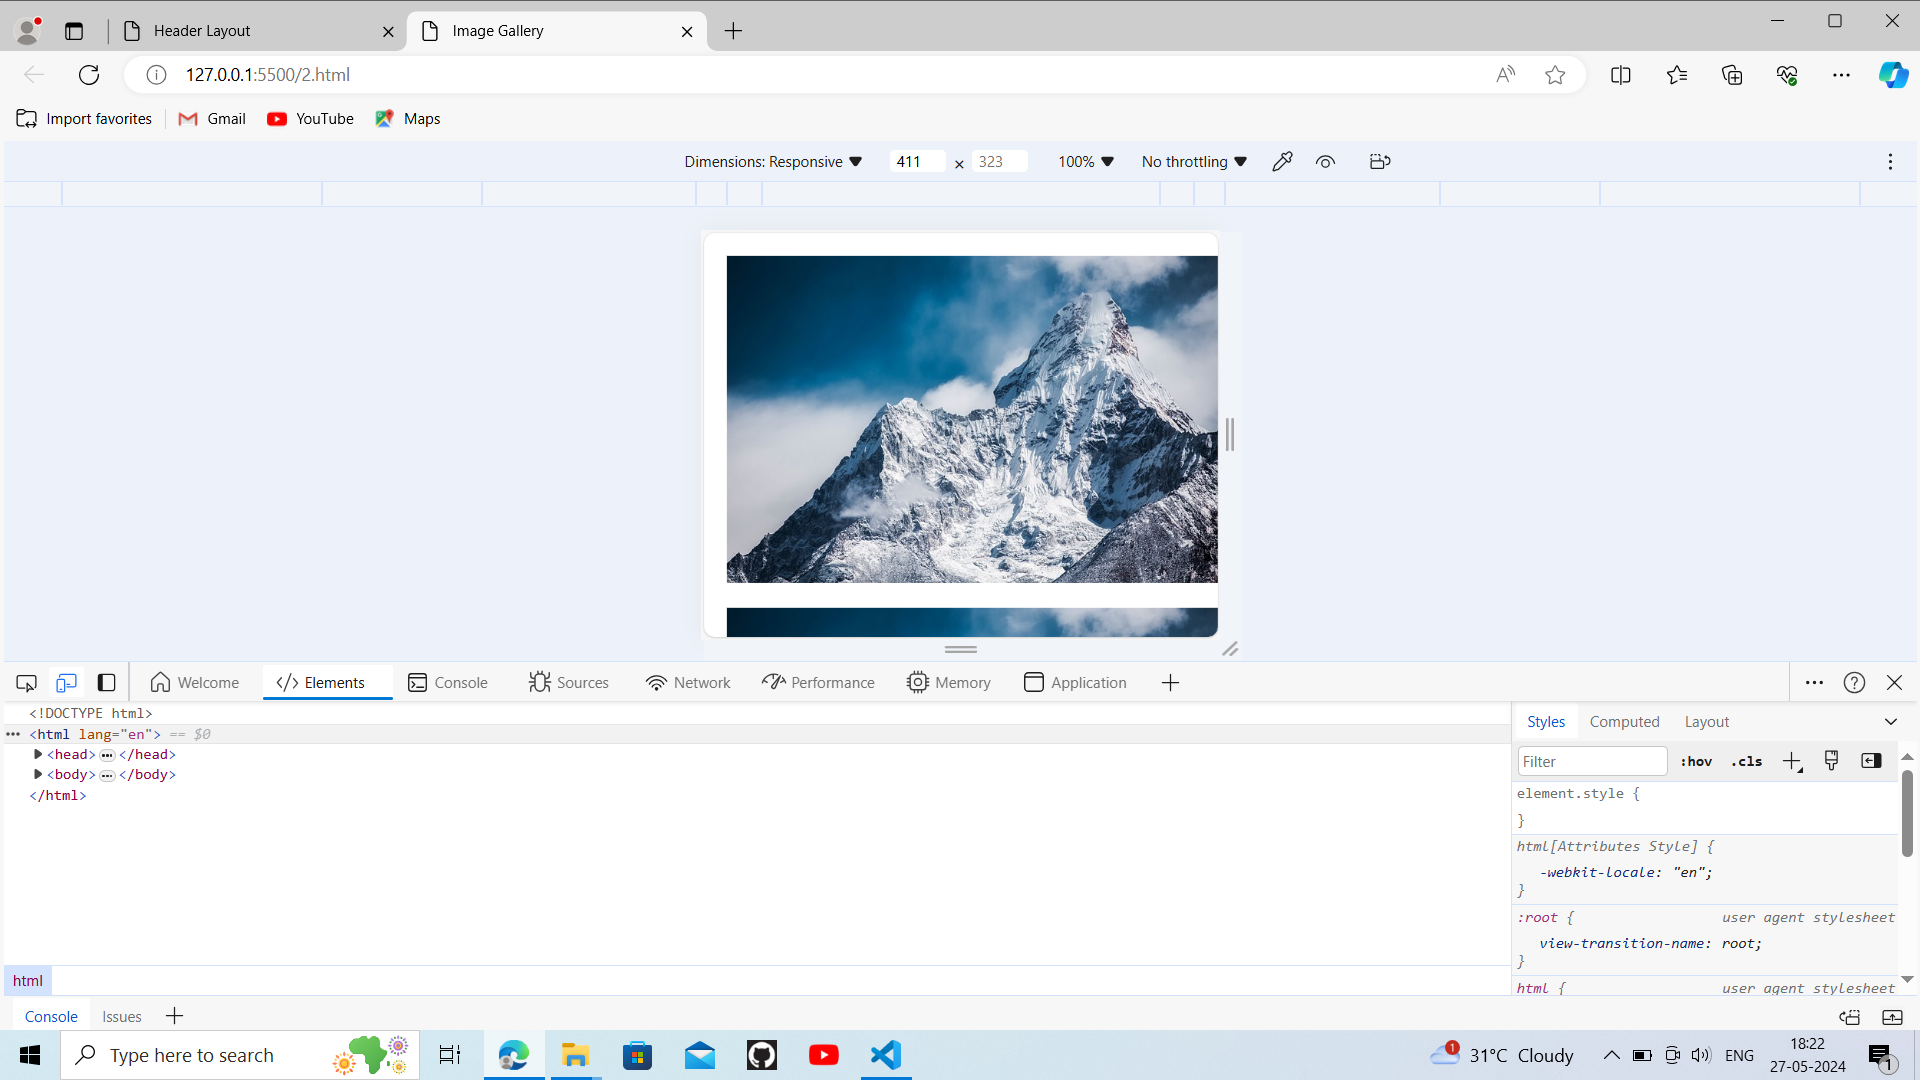 Header Layout
Image Gallery
127.0.0.1:5500/2.html
Import favorites
Gmail
YouTube
Maps
Dimensions: Responsive
411 × 323
100%
No throttling
Welcome
Elements
Console
Sources
Network
Performance
Memory
Application
<!DOCTYPE html>
<html lang="en"> == $0
<head> </head>
<body> </body>
</html>
html
Styles
Computed
Layout
Filter
:hov
.cls
element.style {
}
html[Attributes Style] {
-webkit-locale: "en";
}
:root { user agent stylesheet
view-transition-name: root;
}
html { user agent stylesheet
Console
Issues
Type here to search
1
31°C Cloudy
ENG
18:22
27-05-2024
1